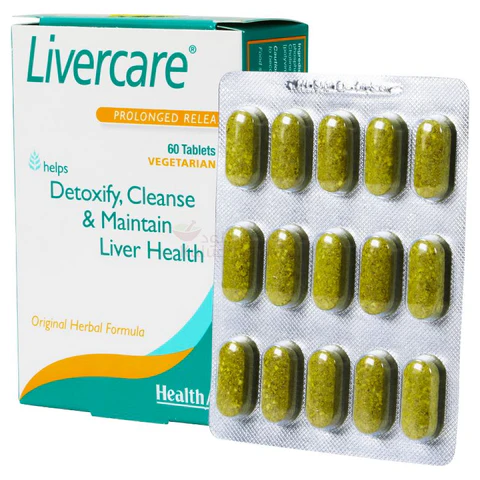 Livercare®
PROLONGED RELEA
60 Tablets
VEGETARIAN
helps
Detoxify, Cleanse
& Maintain
Liver Health
Original Herbal Formula
Health